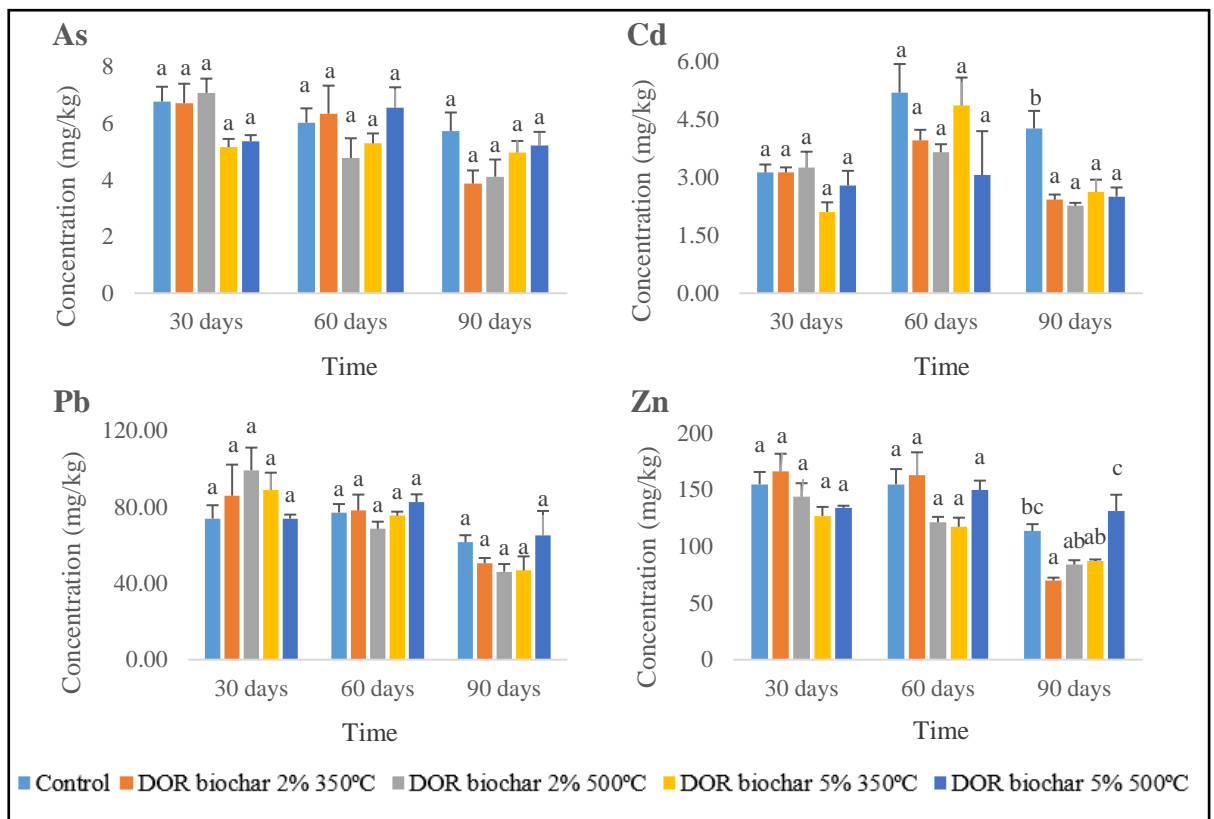 As
Concentration (mg/kg)
8
6
4
2
0
a a a a a
a a a a a
a a a a a
30 days 60 days 90 days
Time
Cd
Concentration (mg/kg)
6.00
4.50
3.00
1.50
0.00
a a a a a
a a a a a
b a a a a
30 days 60 days 90 days
Time
Pb
Concentration (mg/kg)
120.00
80.00
40.00
0.00
a a a a a
a a a a a
a a a a a
30 days 60 days 90 days
Time
Zn
Concentration (mg/kg)
200
150
100
50
0
a a a a a
a a a a a
bc a ab ab c
30 days 60 days 90 days
Time
Control DOR biochar 2% 350ºC DOR biochar 2% 500ºC DOR biochar 5% 350ºC DOR biochar 5% 500ºC